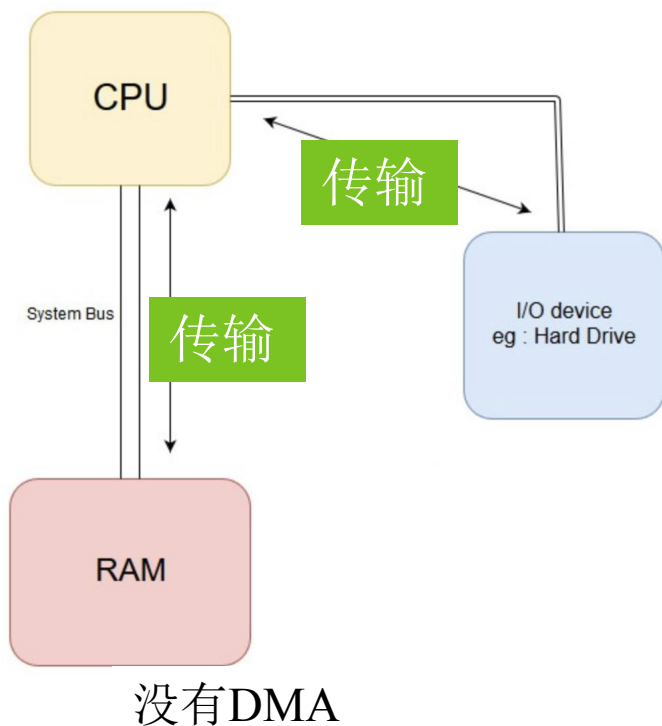 CPU
传输
System Bus
传输
I/O device
eg : Hard Drive
RAM
没有DMA